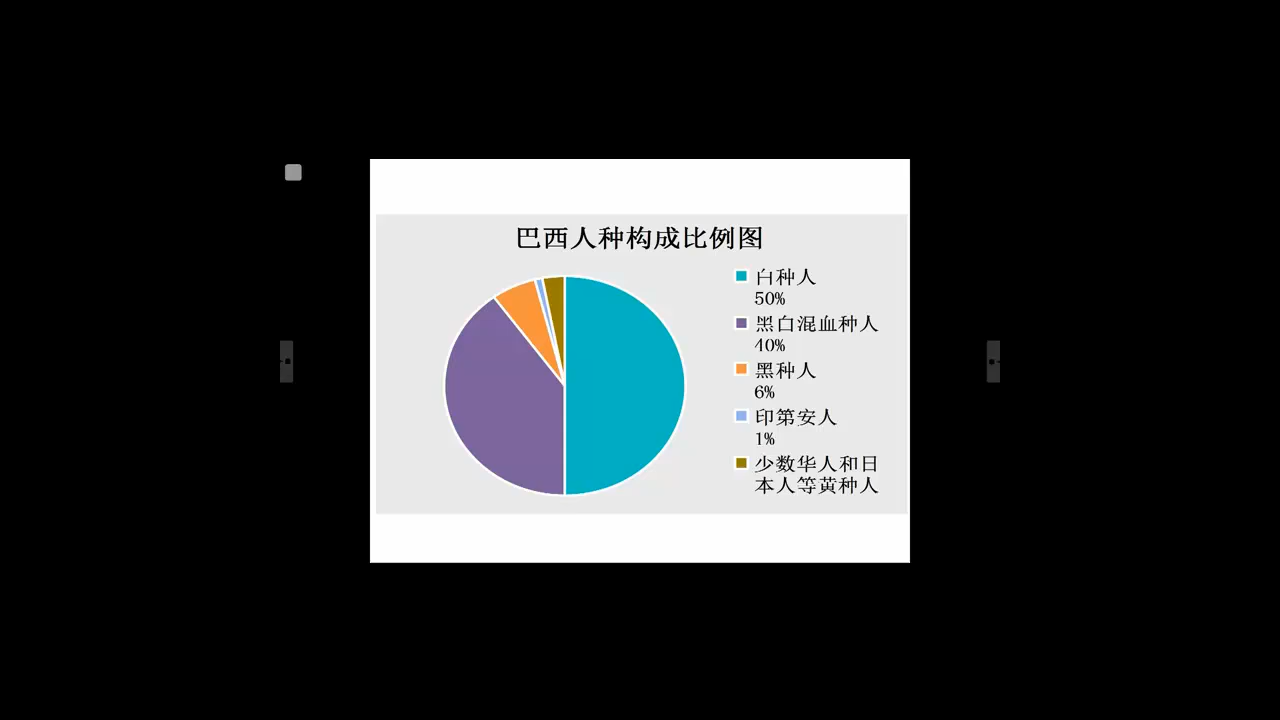 巴西人种构成比例图
白种人
50%
黑白混血种人
40%
黑种人
6%
印第安人
1%
少数华人和日
本人等黄种人